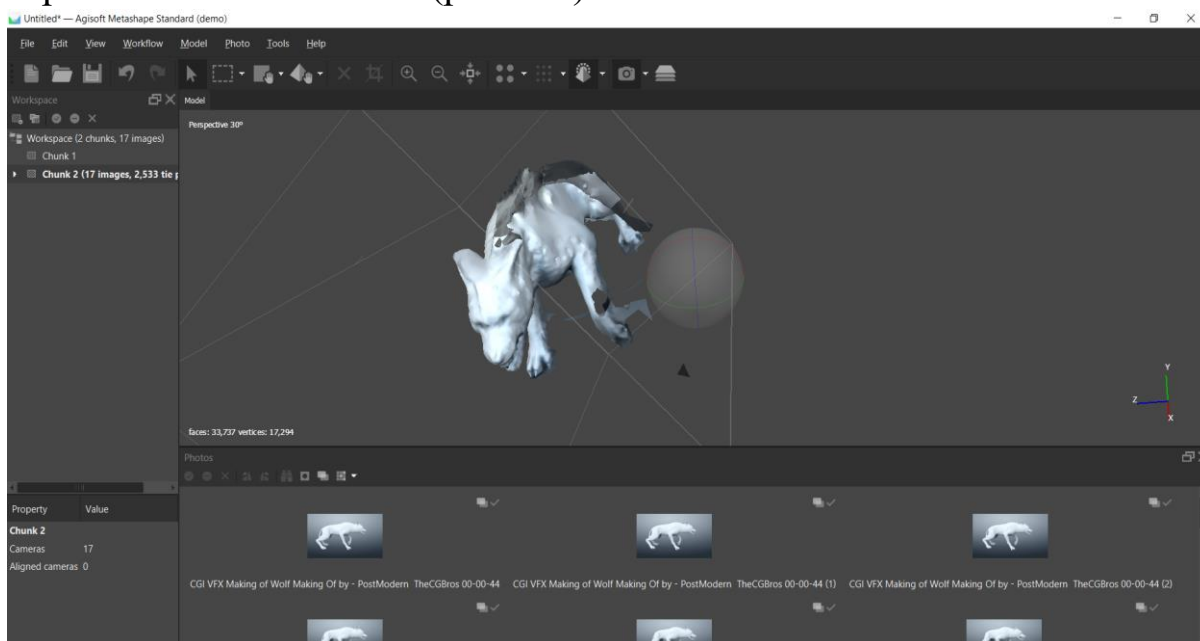 Untitled* — Agisoft Metashape Standard (demo)
File Edit View Workflow Model Photo Tools Help
Workspace
Model
Workspace (2 chunks, 17 images)
Chunk 1
Chunk 2 (17 images, 2,533 tie p
Perspective 30°
Y
Z
X
faces: 33,737 vertices: 17,294
Photos
Property Value
Chunk 2
Cameras 17
Aligned cameras 0
CGI VFX Making of Wolf Making Of by - PostModern TheCGBros 00-00-44
CGI VFX Making of Wolf Making Of by - PostModern TheCGBros 00-00-44 (1)
CGI VFX Making of Wolf Making Of by - PostModern TheCGBros 00-00-44 (2)